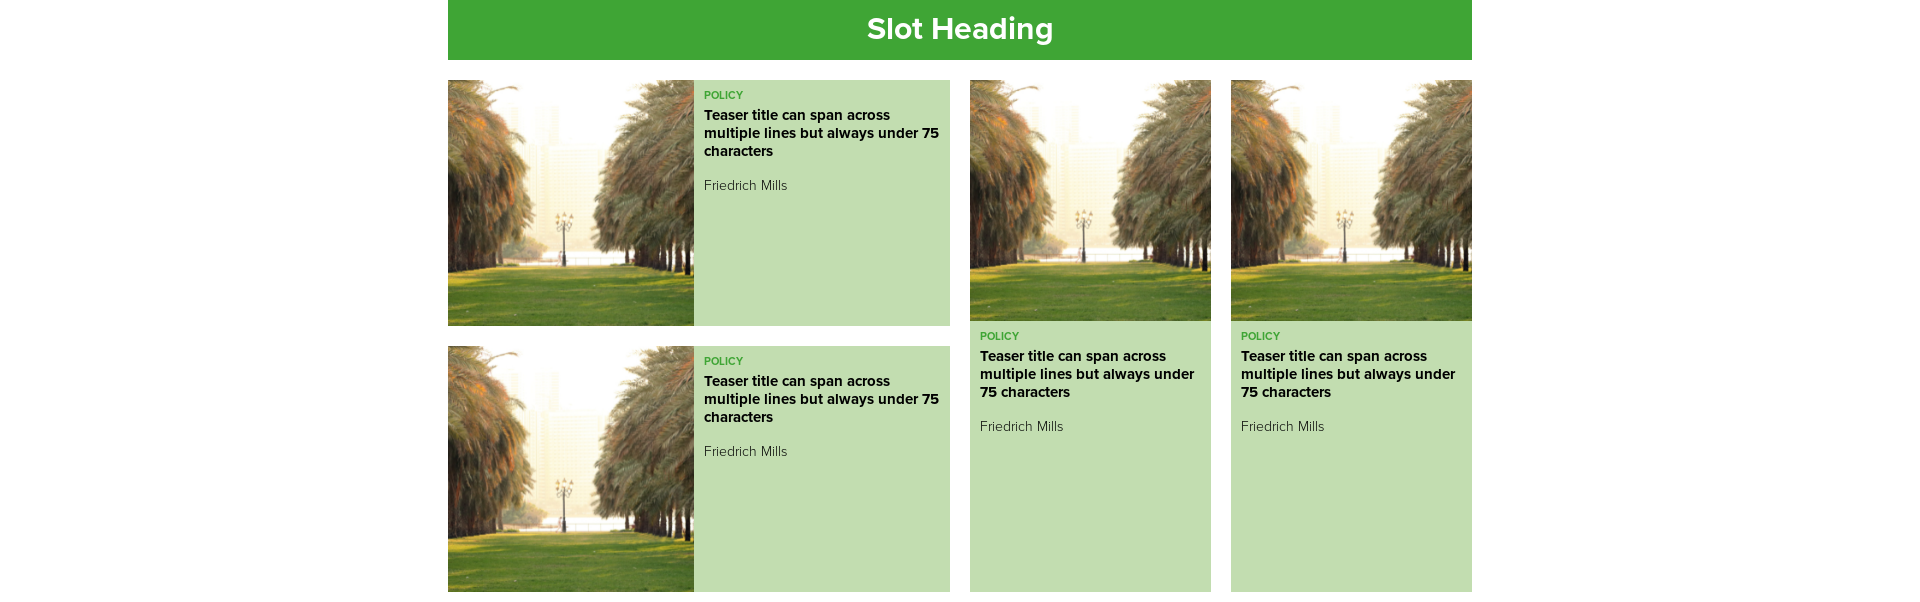 Slot Heading
POLICY
Teaser title can span across
multiple lines but always under 75
characters
Friedrich Mills
POLICY
Teaser title can span across
multiple lines but always under 75
characters
Friedrich Mills
POLICY
Teaser title can span across
multiple lines but always under
75 characters
Friedrich Mills
POLICY
Teaser title can span across
multiple lines but always under
75 characters
Friedrich Mills